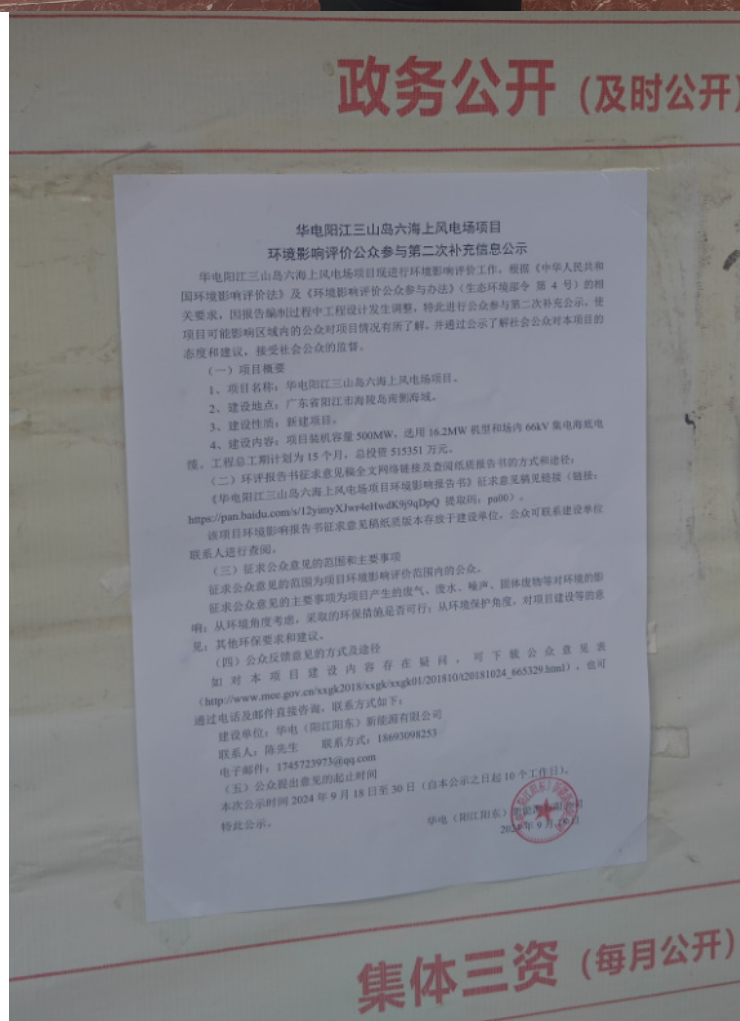 政务公开（及时公开）
华电阳江三山岛六海上风电场项目
环境影响评价公众参与第二次补充信息公示
华电阳江三山岛六海上风电场项目现进行环境影响评价工作，根据《中华人民共和
国环境影响评价法》及《环境影响评价公众参与办法》（生态环境部令 第 4 号）的相
关要求，因报告编制过程中工程设计发生调整，特此进行公众参与第二次补充公示，使
项目可能影响区域内的公众对项目情况有所了解，并通过公示了解社会公众对本项目的
态度和建议，接受社会公众的监督。
（一）项目概要
1、项目名称：华电阳江三山岛六海上风电场项目。
2、建设地点：广东省阳江市海陵岛南侧海域。
3、建设性质：新建项目。
4、建设内容：项目装机容量 500MW，选用 16.2MW 机型和场内 66kV 集电海底电
缆。工程总工期计划为 15 个月，总投资 515351 万元。
（二）环评报告书征求意见稿全文网络链接及查阅纸质报告书的方式和途径：
《华电阳江三山岛六海上风电场项目环境影响报告书》征求意见稿见链接（链接：
https://pan.baidu.com/s/12yimyXJwr4eHwdK9j9qDpQ 提取码：pa00）。
该项目环境影响报告书征求意见稿纸质版本存放于建设单位，公众可联系建设单位
联系人进行查阅。
（三）征求公众意见的范围和主要事项
征求公众意见的范围为项目环境影响评价范围内的公众。
征求公众意见的主要事项为项目产生的废气、废水、噪声、固体废物等对环境的影
响；从环境角度考虑，采取的环保措施是否可行；从环境保护角度，对项目建设等的意
见；其他环保要求和建议。
（四）公众反馈意见的方式及途径
如对本项目建设内容存在疑问，可下载公众意见表
（http://www.mee.gov.cn/xxgk2018/xxgk/xxgk01/201810/t20181024_665329.html），也可
通过电话及邮件直接咨询，联系方式如下：
建设单位：华电（阳江阳东）新能源有限公司
联系人：陈先生 联系方式：18693098253
电子邮件：1745723973@qq.com
（五）公众提出意见的起止时间
本次公示时间 2024 年 9 月 18 日至 30 日（自本公示之日起 10 个工作日）。
特此公示。
华电（阳江阳东）新能源有限公司
2024 年 9 月 日
集体三资（每月公开）